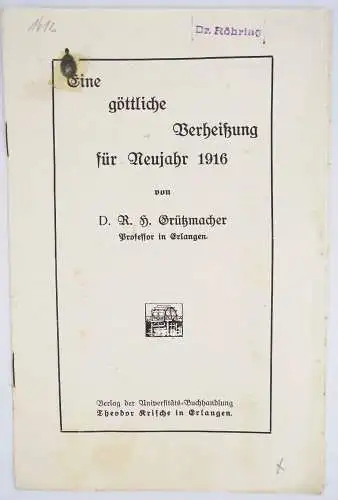 1912
Dr. Röhring
Eine
göttliche
Verheißung
für Neujahr 1916
von
D. R. H. Grützmacher
Professor in Erlangen.
Verlag der Universitäts-Buchhandlung
Theodor Krische in Erlangen.